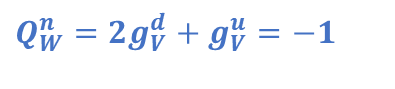 $Q_W^n = 2g_V^d + g_V^u = -1$